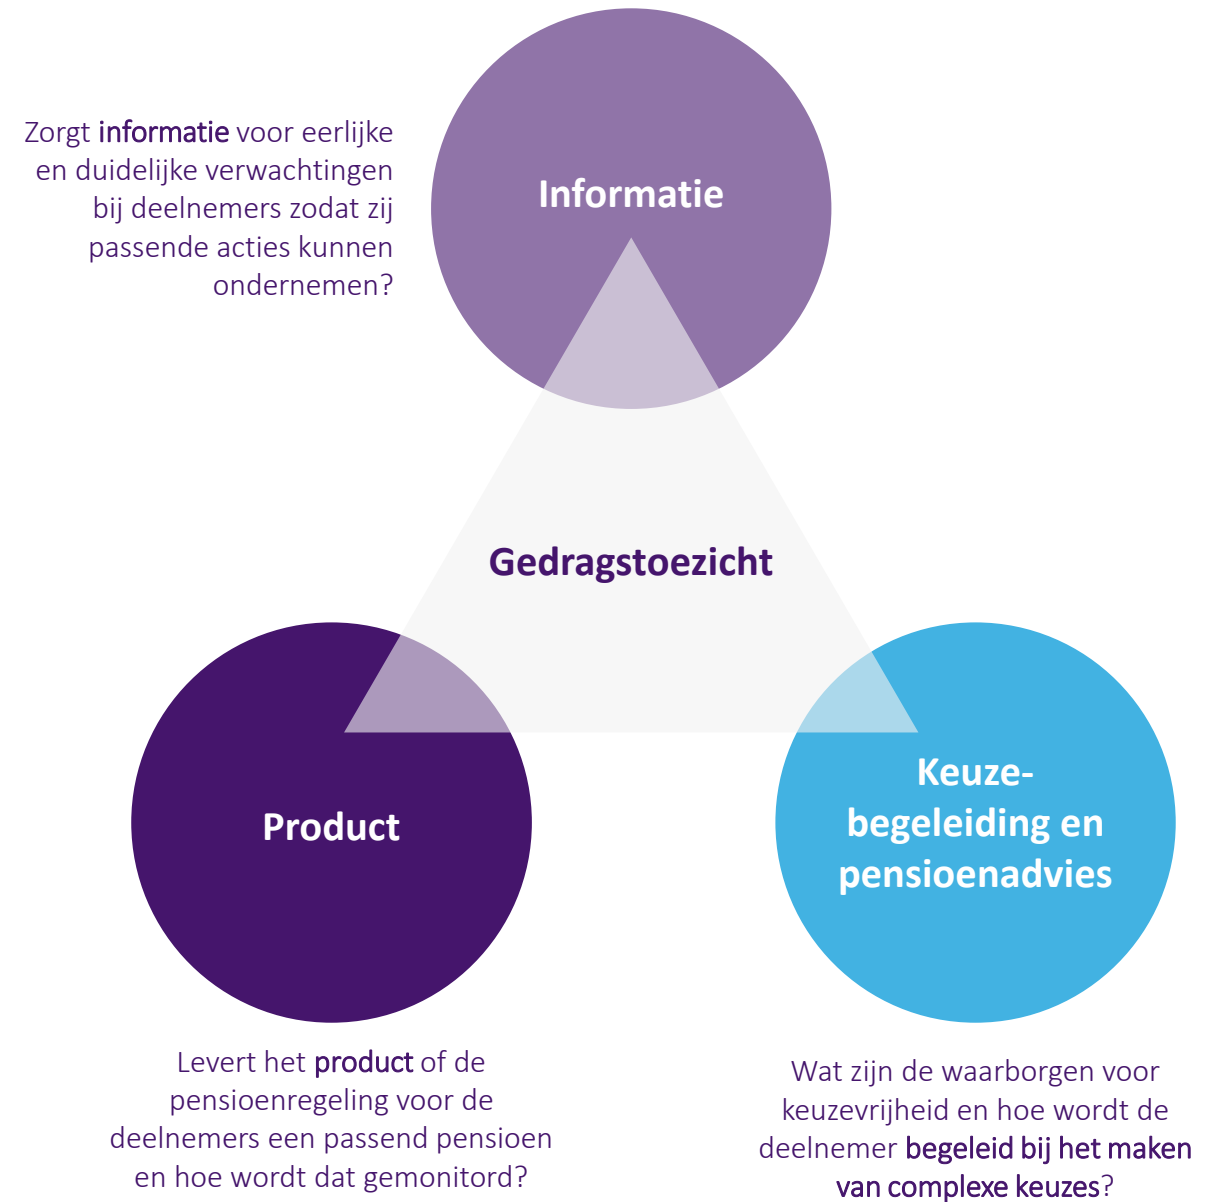 Zorgt informatie voor eerlijke
en duidelijke verwachtingen
bij deelnemers zodat zij
passende acties kunnen
ondernemen?
Informatie
Gedragstoezicht
Product
Keuze-
begeleiding en
pensioenadvies
Levert het product of de
pensioenregeling voor de
deelnemers een passend pensioen
en hoe wordt dat gemonitord?
Wat zijn de waarborgen voor
keuzevrijheid en hoe wordt de
deelnemer begeleid bij het maken
van complexe keuzes?